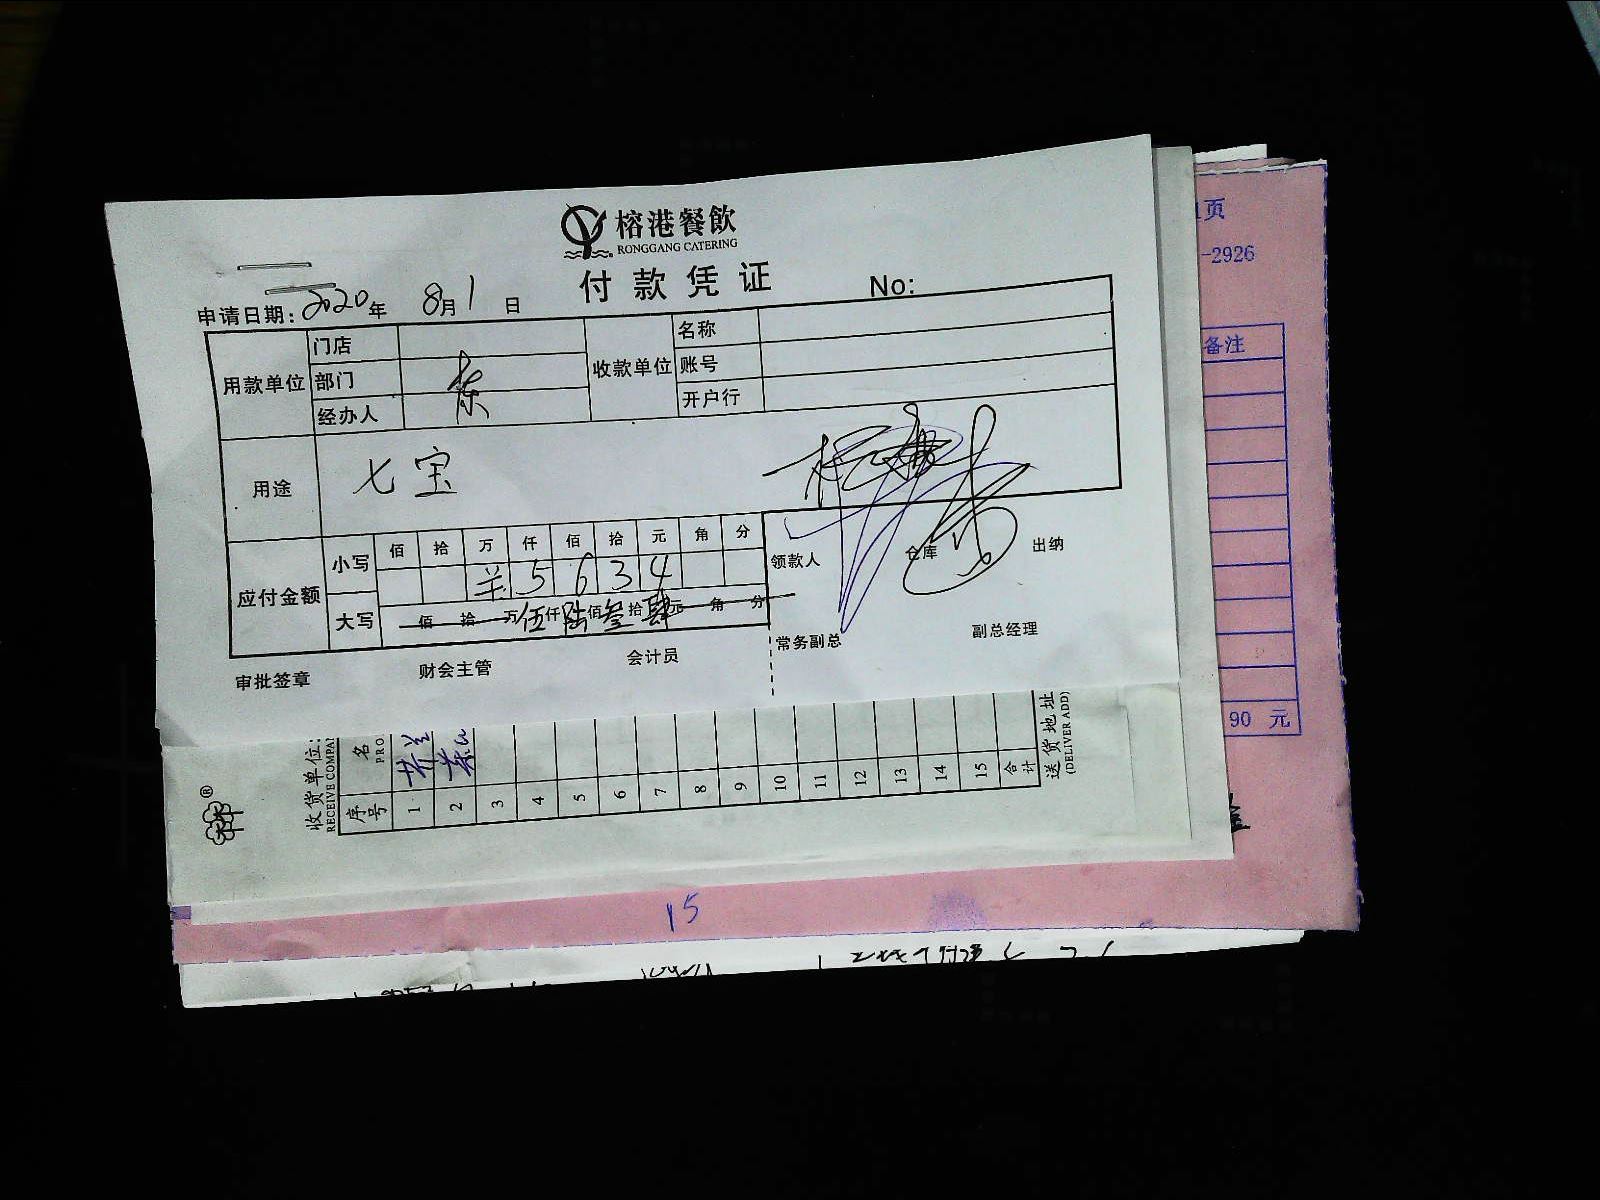 榕港餐飲
RONGGANG CATERING
付款凭证
No:
申请日期: 2020年 8月1日
用款单位
门店
部门
经办人
东
收款单位
名称
账号
开户行
用途
七宝
应付金额
小写
佰 拾 万 仟 佰 拾 元 角 分
5 6 3 4
大写
佰 拾 万 伍仟 陆佰 叁拾 肆元 角 分
领款人
仓库
出纳
常务副总
副总经理
审批签章
财会主管
会计员
收货单位:
RECEIVE COMPA
序号
名
PRO
1
2
3
4
5
6
7
8
9
10
11
12
13
14
15
合计
送货地址
(DELIVER ADD)
®
页
-2926
备注
90 元
15